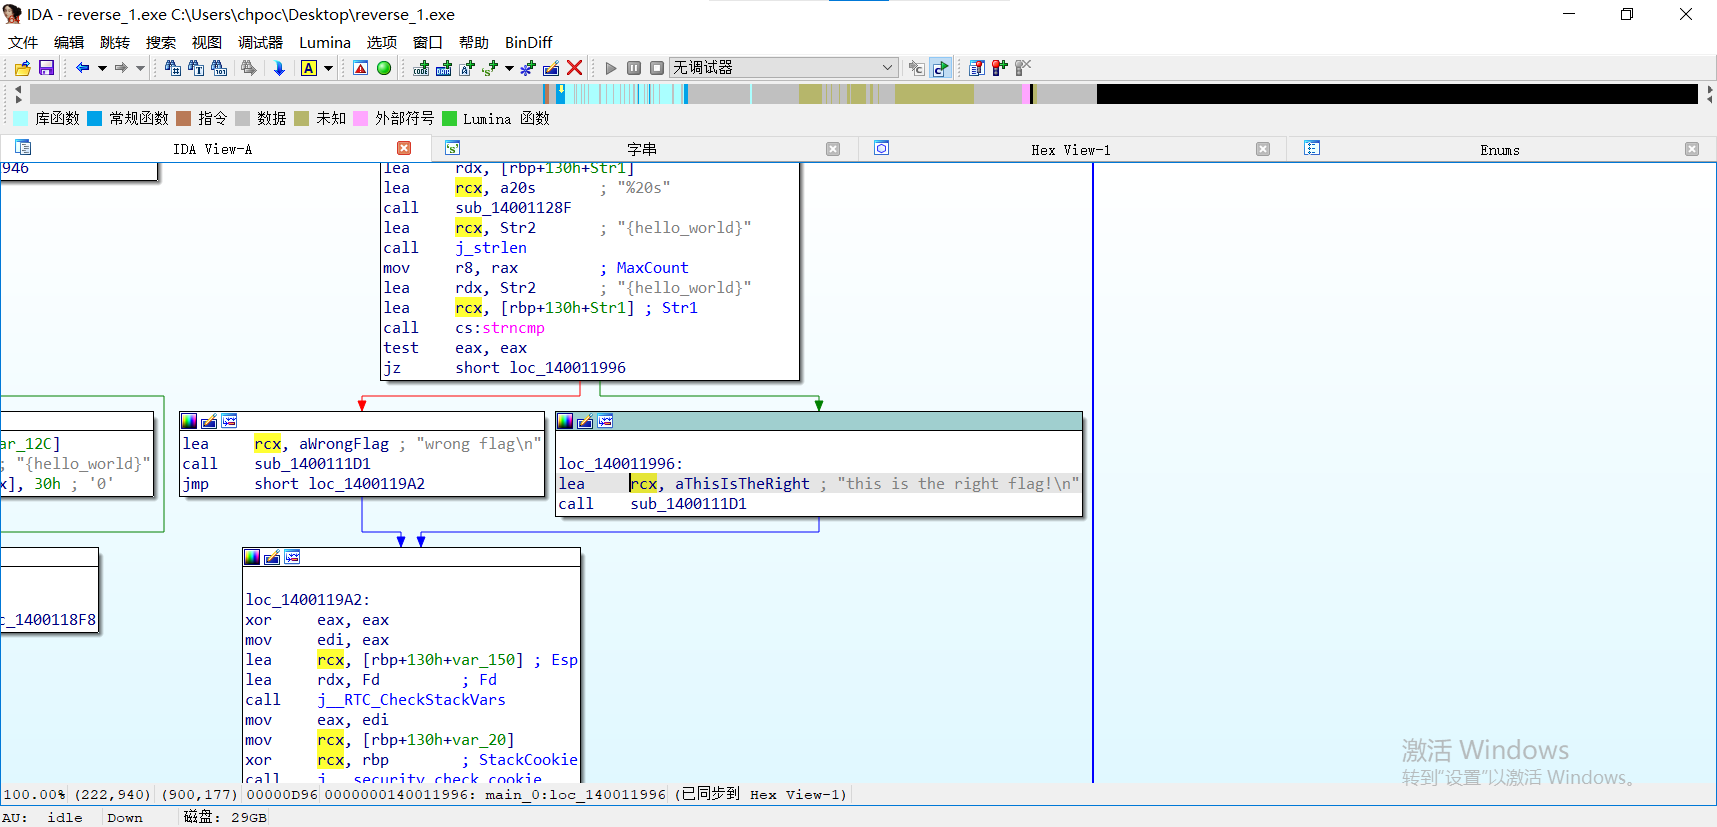 IDA - reverse_1.exe C:\Users\chpoc\Desktop\reverse_1.exe
文件 编辑 跳转 搜索 视图 调试器 Lumina 选项 窗口 帮助 BinDiff
无调试器
库函数 常规函数 指令 数据 未知 外部符号 Lumina 函数
IDA View-A 字串 Hex View-1 Enums
946
lea rdx, [rbp+130h+Str1]
lea rcx, a20s ; "%20s"
call sub_14001128F
lea rcx, Str2 ; "{hello_world}"
call j_strlen
mov r8, rax ; MaxCount
lea rdx, Str2 ; "{hello_world}"
lea rcx, [rbp+130h+Str1] ; Str1
call cs:strncmp
test eax, eax
jz short loc_140011996
ar_12C]
; "{hello_world}"
x], 30h ; '0'
lea rcx, aWrongFlag ; "wrong flag\n"
call sub_1400111D1
jmp short loc_1400119A2
loc_140011996:
lea rcx, aThisIsTheRight ; "this is the right flag!\n"
call sub_1400111D1
c_1400118F8
loc_1400119A2:
xor eax, eax
mov edi, eax
lea rcx, [rbp+130h+var_150] ; Esp
lea rdx, Fd ; Fd
call j__RTC_CheckStackVars
mov eax, edi
mov rcx, [rbp+130h+var_20]
xor rcx, rbp ; StackCookie
call j___security_check_cookie
激活 Windows
转到"设置"以激活 Windows。
100.00% (222,940) (900,177) 00000D96 0000000140011996: main_0:loc_140011996 (已同步到 Hex View-1)
AU: idle Down 磁盘: 29GB